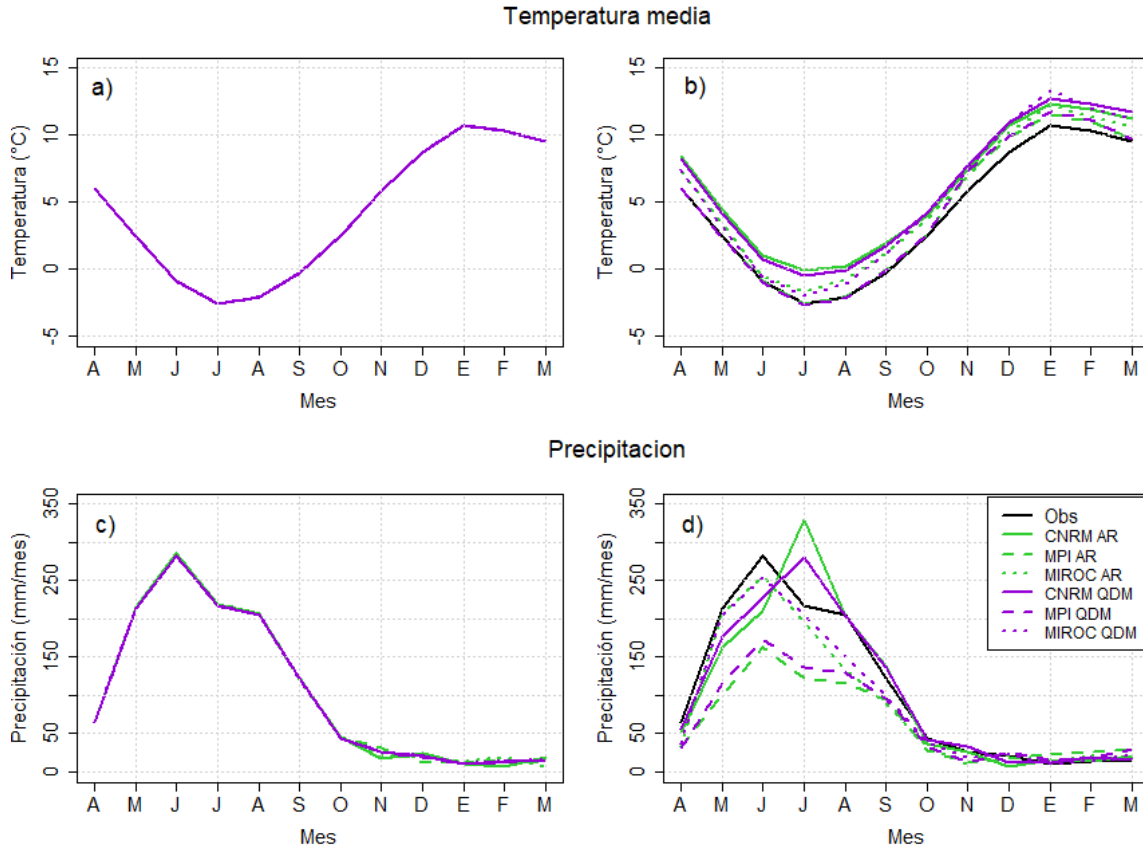 Temperatura media
a)
Temperatura (°C)
15
10
5
0
-5
A M J J A S O N D E F M
Mes
b)
Temperatura (°C)
15
10
5
0
-5
A M J J A S O N D E F M
Mes
Precipitacion
c)
Precipitación (mm/mes)
350
250
150
50
0
A M J J A S O N D E F M
Mes
d)
Precipitación (mm/mes)
350
250
150
50
0
A M J J A S O N D E F M
Mes
Obs
CNRM AR
MPI AR
MIROC AR
CNRM QDM
MPI QDM
MIROC QDM